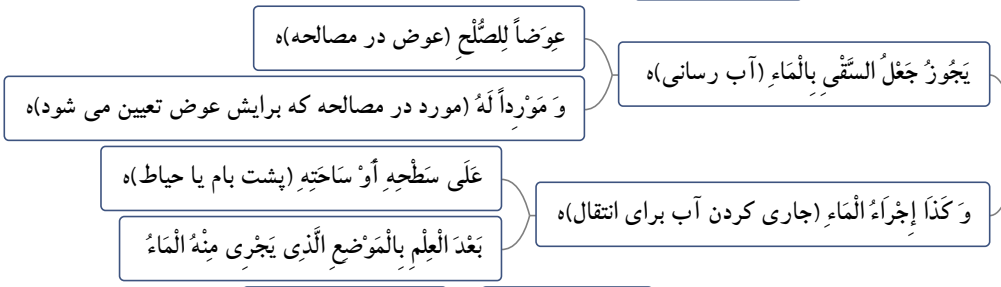 يَجُوزُ جَعْلُ السَّقْيِ بِالْمَاءِ (آب رسانی)ه
عِوَضاً لِلصُّلْحِ (عوض در مصالحه)ه
وَ مَوْرِداً لَهُ (مورد در مصالحه که برایش عوض تعیین می شود)ه
وَ كَذَا إِجْرَاءُ الْمَاءِ (جاری کردن آب برای انتقال)ه
عَلَى سَطْحِهِ أَوْ سَاحَتِهِ (پشت بام یا حیاط)ه
بَعْدَ الْعِلْمِ بِالْمَوْضِعِ الَّذِي يَجْرِي مِنْهُ الْمَاءُ